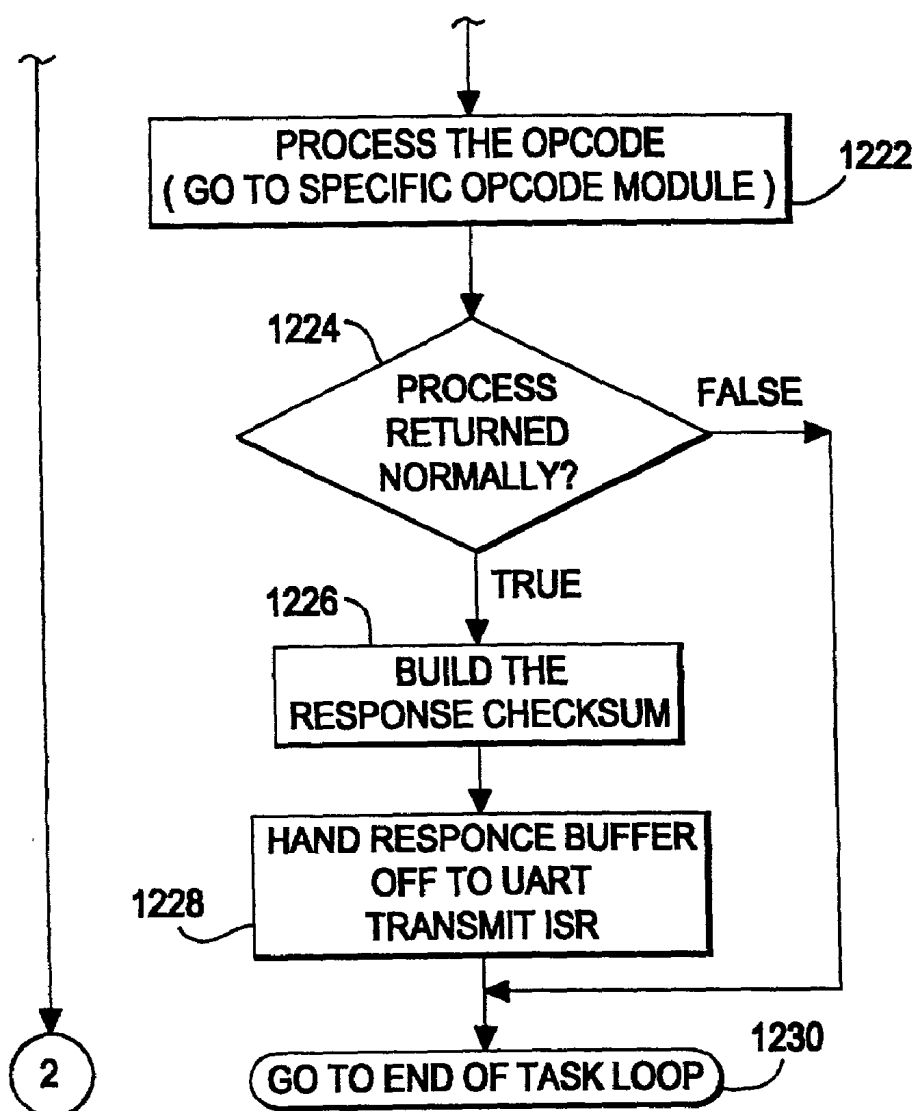 PROCESS THE OPCODE
( GO TO SPECIFIC OPCODE MODULE )
1222
1224
PROCESS
RETURNED
NORMALLY?
FALSE
TRUE
1226
BUILD THE
RESPONSE CHECKSUM
HAND RESPONCE BUFFER
OFF TO UART
TRANSMIT ISR
1228
2
GO TO END OF TASK LOOP
1230